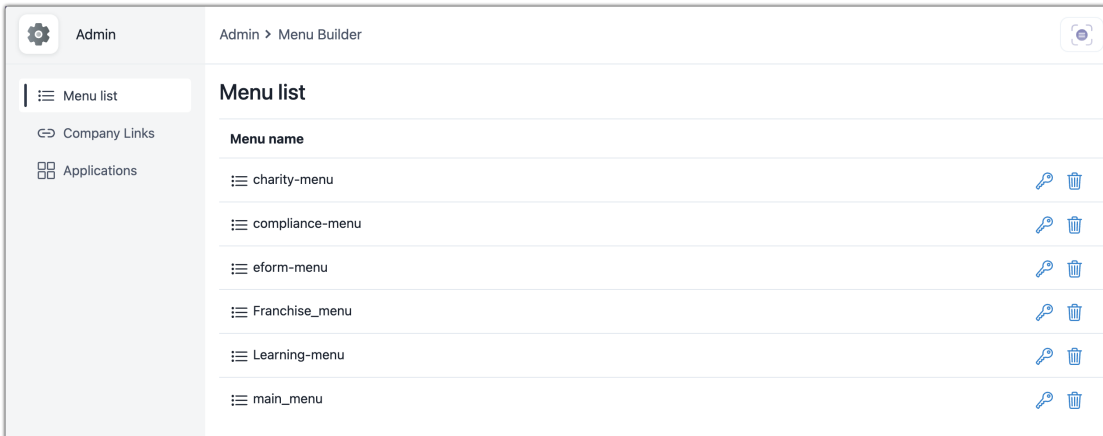 Admin
Admin > Menu Builder
Menu list
Company Links
Applications
Menu list
Menu name
charity-menu
compliance-menu
eform-menu
Franchise_menu
Learning-menu
main_menu